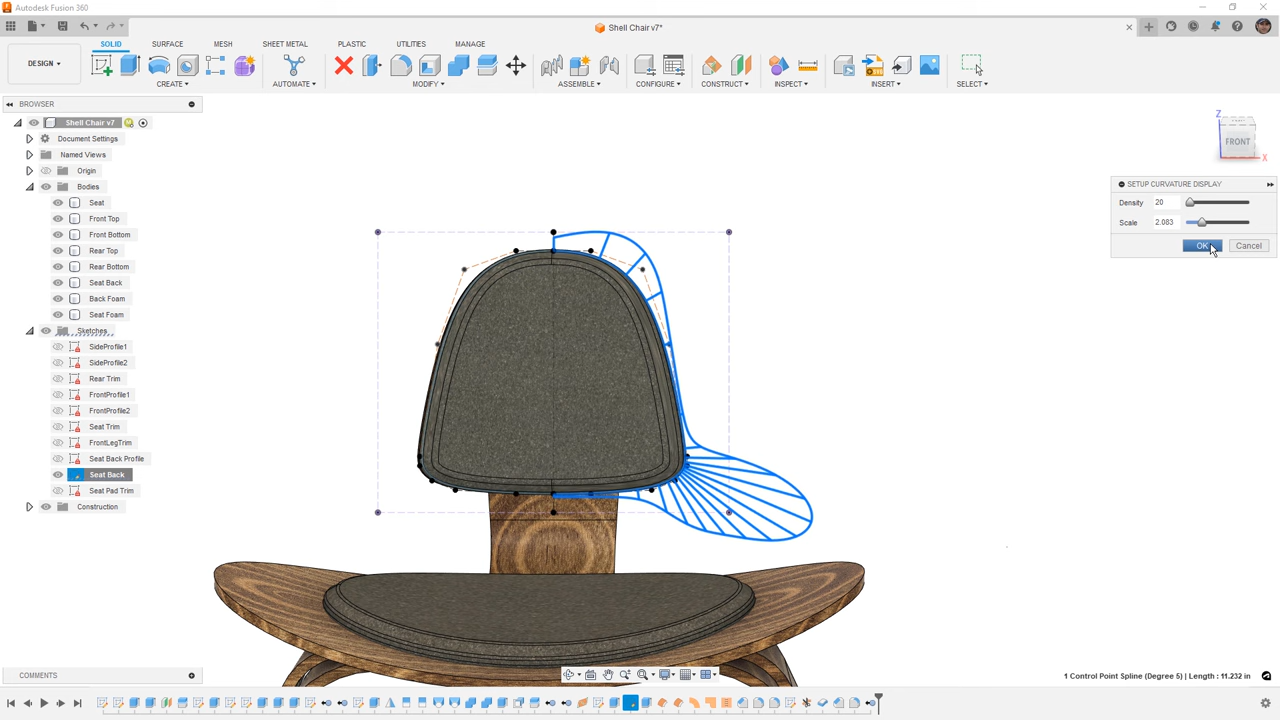 Autodesk Fusion 360
Shell Chair v7*
SOLID SURFACE MESH SHEET METAL PLASTIC UTILITIES MANAGE
DESIGN
CREATE AUTOMATE MODIFY ASSEMBLE CONFIGURE CONSTRUCT INSPECT INSERT SELECT
BROWSER
Shell Chair v7
Document Settings
Named Views
Origin
Bodies
Seat
Front Top
Front Bottom
Rear Top
Rear Bottom
Seat Back
Back Foam
Seat Foam
Sketches
SideProfile1
SideProfile2
Rear Trim
FrontProfile1
FrontProfile2
Seat Trim
FrontLegTrim
Seat Back Profile
Seat Back
Seat Pad Trim
Construction
Z
FRONT
X
SETUP CURVATURE DISPLAY
Density 20
Scale 2.083
OK Cancel
COMMENTS
1 Control Point Spline (Degree 5) | Length : 11.232 in